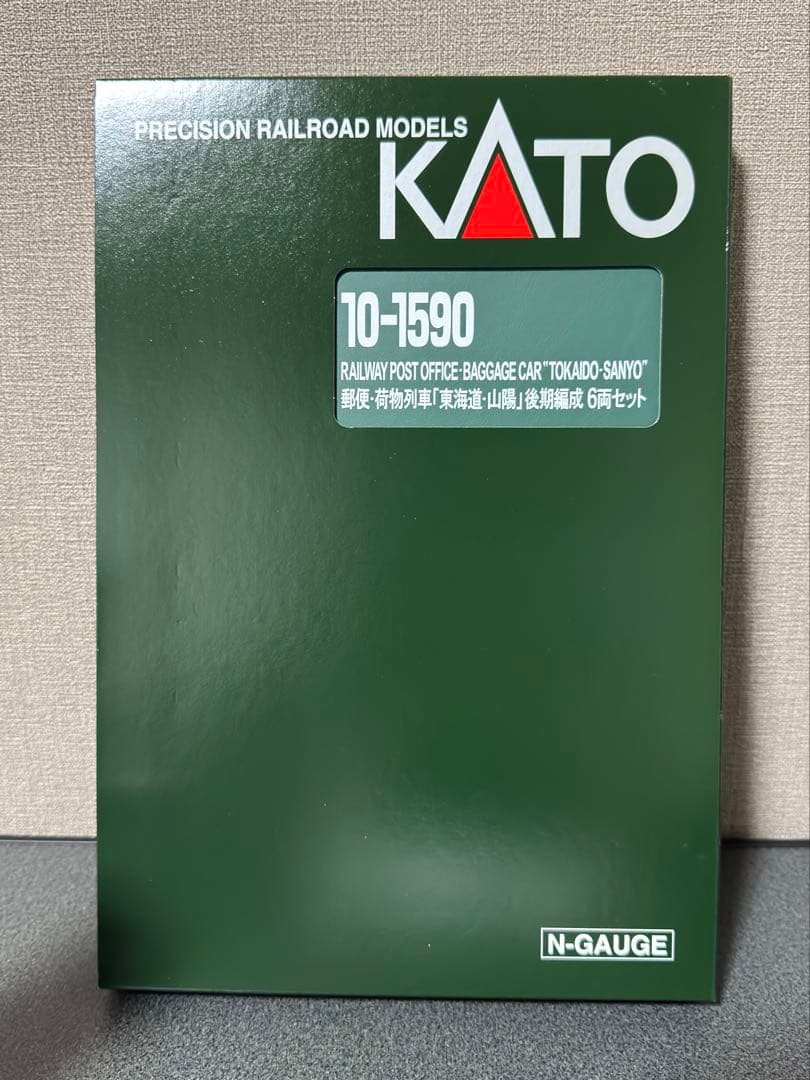 PRECISION RAILROAD MODELS
KATO
10-1590
RAILWAY POST OFFICE・BAGGAGE CAR "TOKAIDO-SANYO"
郵便・荷物列車「東海道・山陽」後期編成 6両セット
N-GAUGE